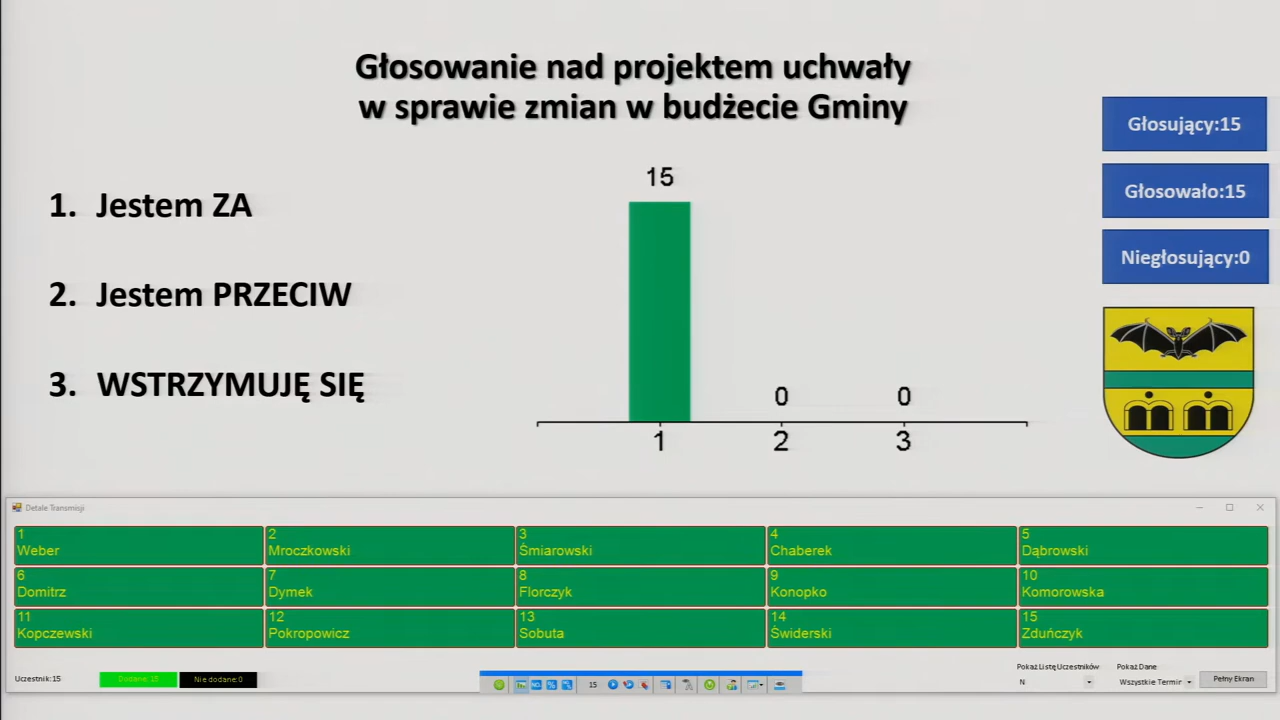 Głosowanie nad projektem uchwały
w sprawie zmian w budżecie Gminy
Głosujący:15
Głosowało:15
Niegłosujący:0
1. Jestem ZA
2. Jestem PRZECIW
3. WSTRZYMUJĘ SIĘ
15
0
0
1
2
3
Detale Transmisji
1
Weber
2
Mroczkowski
3
Śmiarowski
4
Chaberek
5
Dąbrowski
6
Domitrz
7
Dymek
8
Florczyk
9
Konopko
10
Komorowska
11
Kopczewski
12
Pokropowicz
13
Sobuta
14
Świderski
15
Zduńczyk
Uczestnik:15
Dodane: 15
Nie dodane:0
15
Pokaż Listę Uczestników
N
Pokaż Dane
Wszystkie Termin
Pełny Ekran